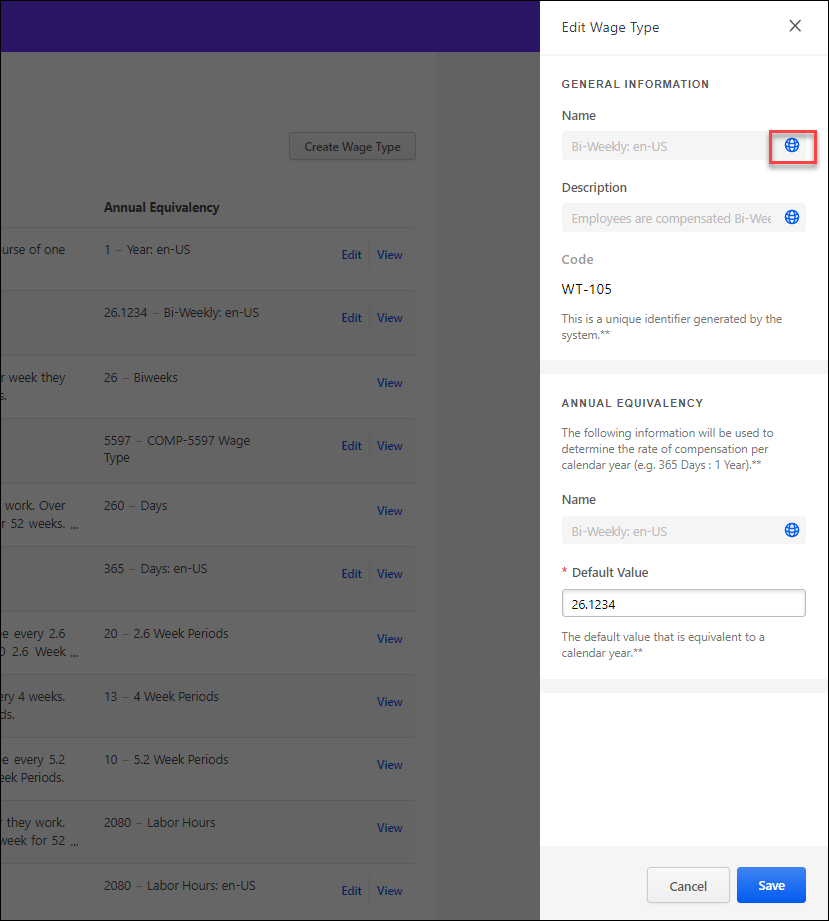 Create Wage Type
Annual Equivalency
urse of one
1 – Year: en-US
Edit
View
26.1234 – Bi-Weekly: en-US
Edit
View
r week they
s.
26 – Biweeks
View
5597 – COMP-5597 Wage
Type
Edit
View
work. Over
r 52 weeks. ...
260 – Days
View
365 – Days: en-US
Edit
View
e every 2.6
0 2.6 Week ...
20 – 2.6 Week Periods
View
ery 4 weeks.
ds.
13 – 4 Week Periods
View
ee every 5.2
eek Periods.
10 – 5.2 Week Periods
View
r they work.
week for 52 ...
2080 – Labor Hours
View
2080 – Labor Hours: en-US
Edit
View
Edit Wage Type
GENERAL INFORMATION
Name
Bi-Weekly: en-US
Description
Employees are compensated Bi-Wee
Code
WT-105
This is a unique identifier generated by the
system.**
ANNUAL EQUIVALENCY
The following information will be used to
determine the rate of compensation per
calendar year (e.g. 365 Days : 1 Year).**
Name
Bi-Weekly: en-US
* Default Value
26.1234
The default value that is equivalent to a
calendar year.**
Cancel
Save